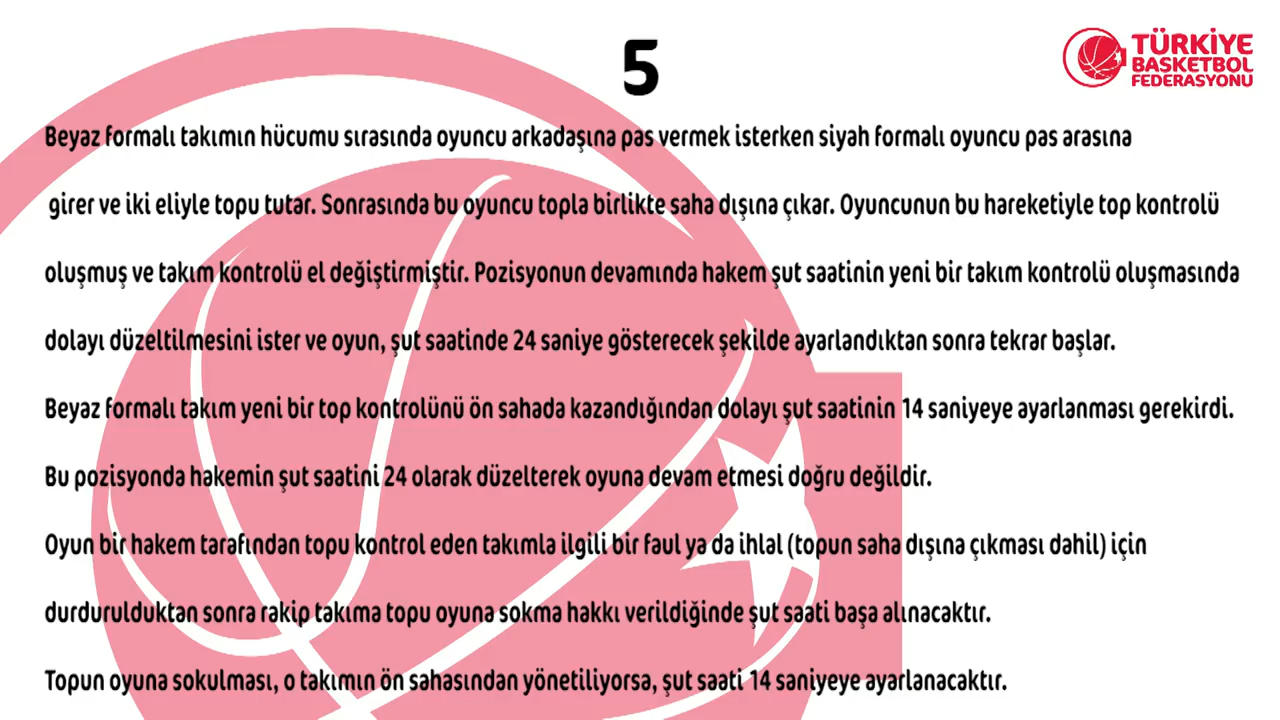 5
TÜRKİYE
BASKETBOL
FEDERASYONU
Beyaz formalı takımın hücumu sırasında oyuncu arkadaşına pas vermek isterken siyah formalı oyuncu pas arasına
girer ve iki eliyle topu tutar. Sonrasında bu oyuncu topla birlikte saha dışına çıkar. Oyuncunun bu hareketiyle top kontrolü
oluşmuş ve takım kontrolü el değiştirmiştir. Pozisyonun devamında hakem şut saatinin yeni bir takım kontrolü oluşmasında
dolayı düzeltilmesini ister ve oyun, şut saatinde 24 saniye gösterecek şekilde ayarlandıktan sonra tekrar başlar.
Beyaz formalı takım yeni bir top kontrolünü ön sahada kazandığından dolayı şut saatinin 14 saniyeye ayarlanması gerekirdi.
Bu pozisyonda hakemin şut saatini 24 olarak düzelterek oyuna devam etmesi doğru değildir.
Oyun bir hakem tarafından topu kontrol eden takımla ilgili bir faul ya da ihlal (topun saha dışına çıkması dahil) için
durdurulduktan sonra rakip takıma topu oyuna sokma hakkı verildiğinde şut saati başa alınacaktır.
Topun oyuna sokulması, o takımın ön sahasından yönetiliyorsa, şut saati 14 saniyeye ayarlanacaktır.